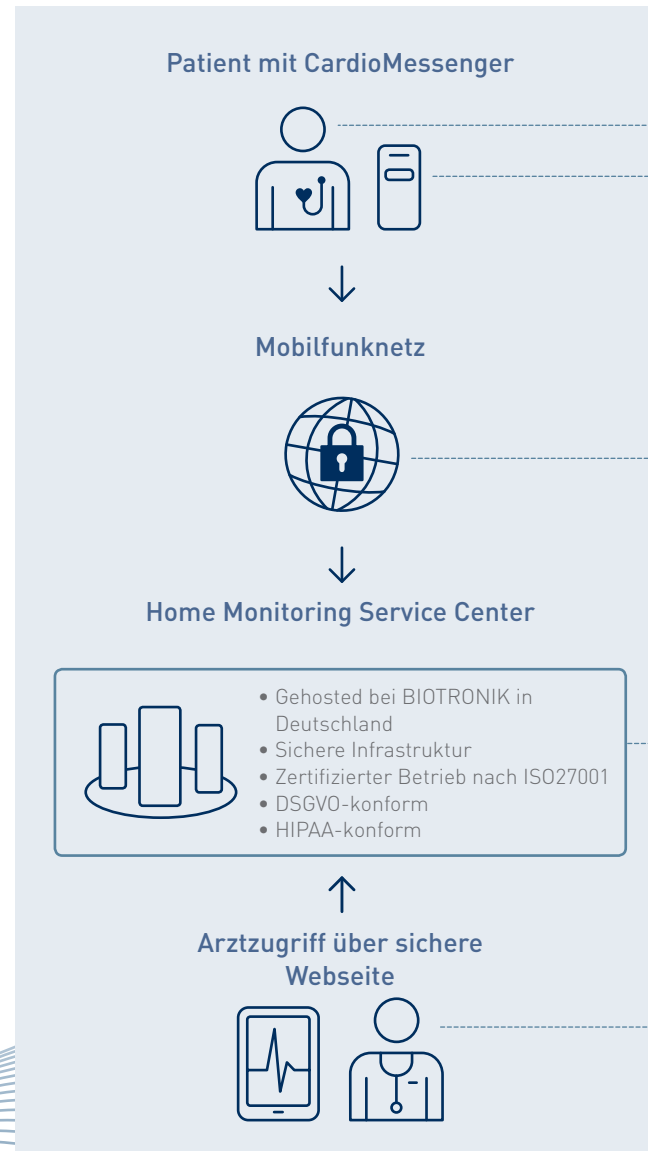 Patient mit CardioMessenger
Mobilfunknetz
Home Monitoring Service Center
• Gehosted bei BIOTRONIK in
Deutschland
• Sichere Infrastruktur
• Zertifizierter Betrieb nach ISO27001
• DSGVO-konform
• HIPAA-konform
Arztzugriff über sichere
Webseite